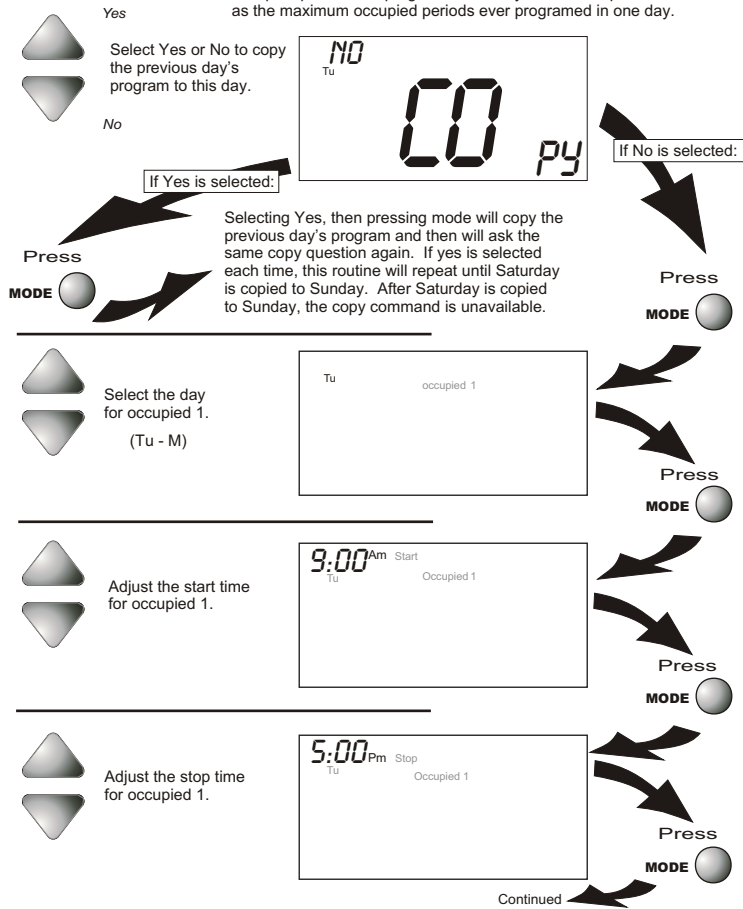 as the maximum occupied periods ever programed in one day.
Yes
Select Yes or No to copy
the previous day's
program to this day.
No
NO
Tu
CO
PY
If Yes is selected:
If No is selected:
Selecting Yes, then pressing mode will copy the
previous day's program and then will ask the
same copy question again. If yes is selected
each time, this routine will repeat until Saturday
is copied to Sunday. After Saturday is copied
to Sunday, the copy command is unavailable.
Press
MODE
Press
MODE
Select the day
for occupied 1.
(Tu - M)
Tu
occupied 1
Press
MODE
Adjust the start time
for occupied 1.
9:00 Am Start
Tu
Occupied 1
Press
MODE
Adjust the stop time
for occupied 1.
5:00 Pm Stop
Tu
Occupied 1
Press
MODE
Continued